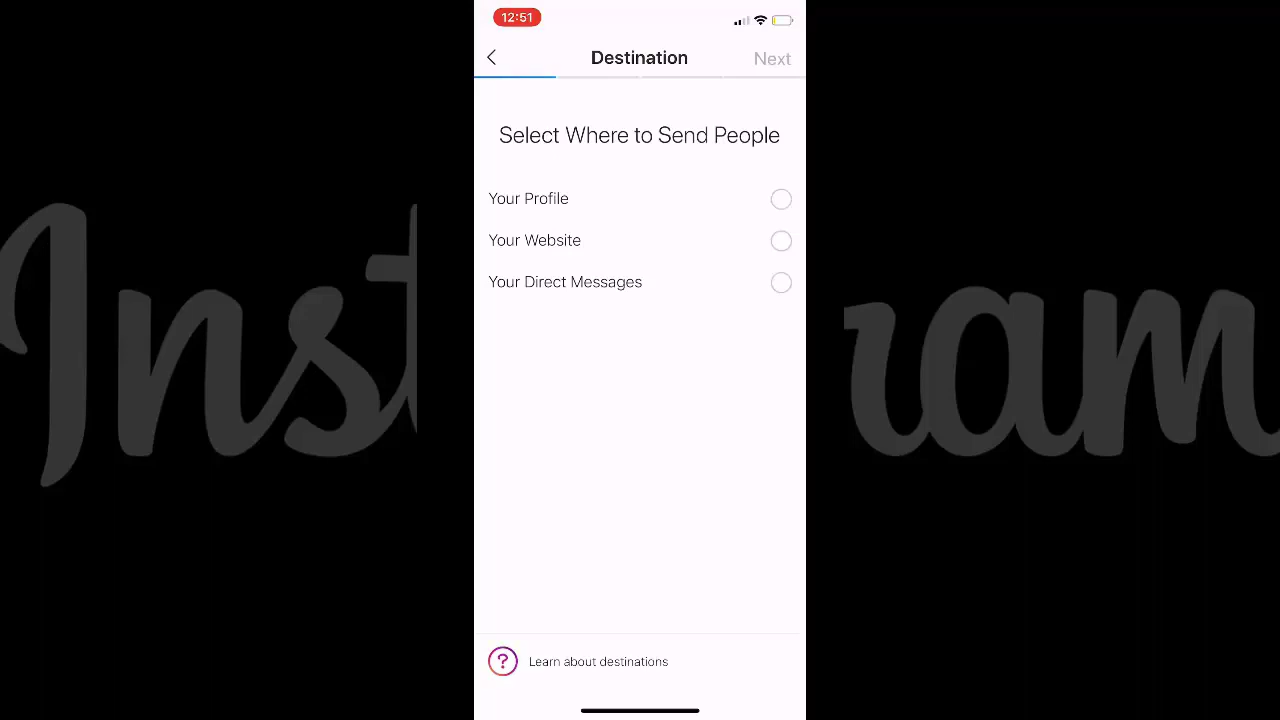 12:51
Destination
Next
Select Where to Send People
Your Profile
Your Website
Your Direct Messages
? Learn about destinations
Inst
ram